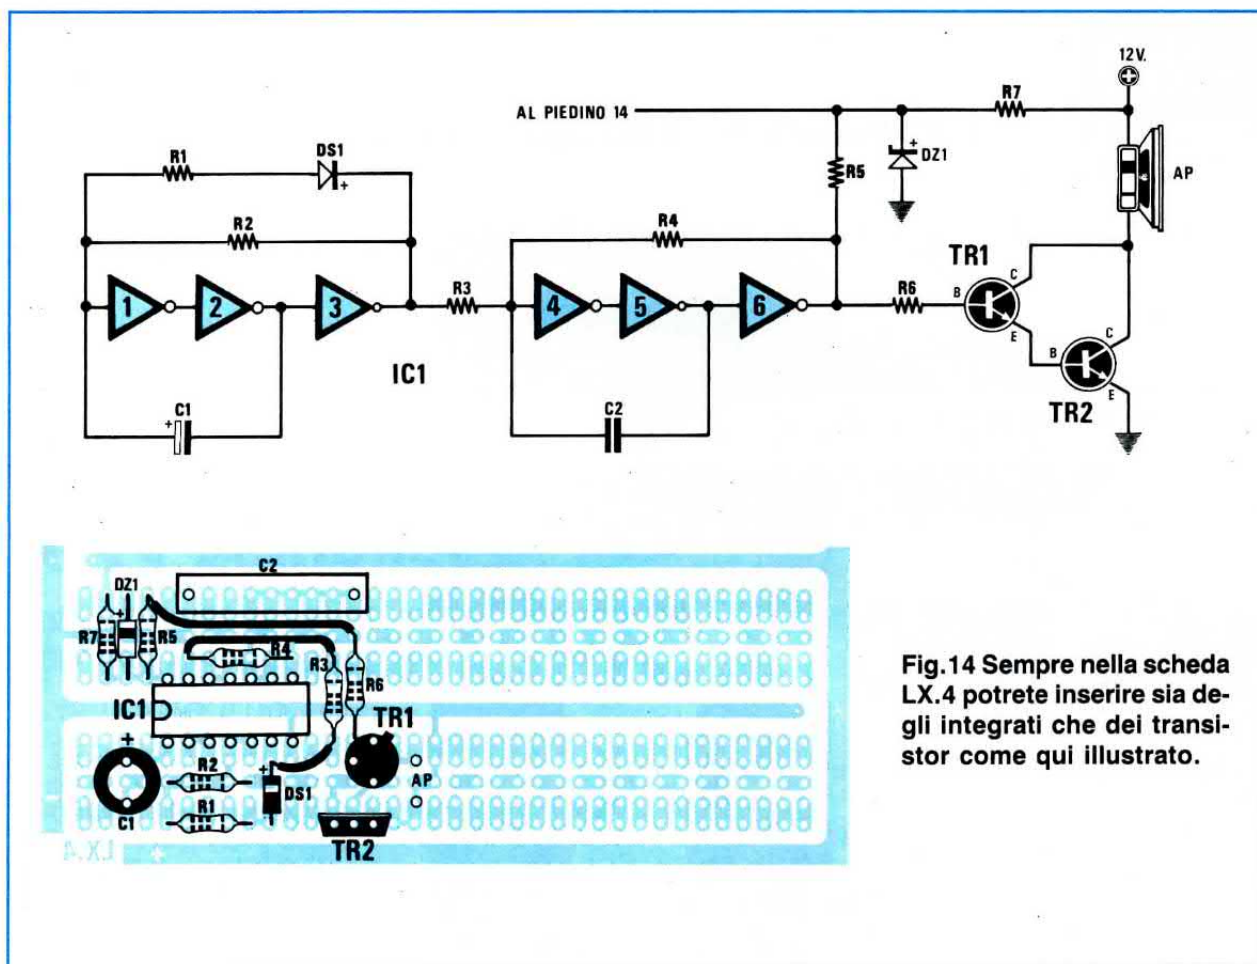 12V.
R7
AL PIEDINO 14
DS1
R1
+
DZ1
+
R5
AP
R2
R4
TR1
C
1
2
3
R3
4
5
6
R6
B
E
C
B
IC1
TR2
E
C1
+
C2
C2
DZ1
+
R7
R5
R4
R3
R6
IC1
TR1
+
R2
+
AP
DS1
R1
C1
TR2
LX.4
+
Fig.14 Sempre nella scheda
LX.4 potrete inserire sia de-
gli integrati che dei transi-
stor come qui illustrato.